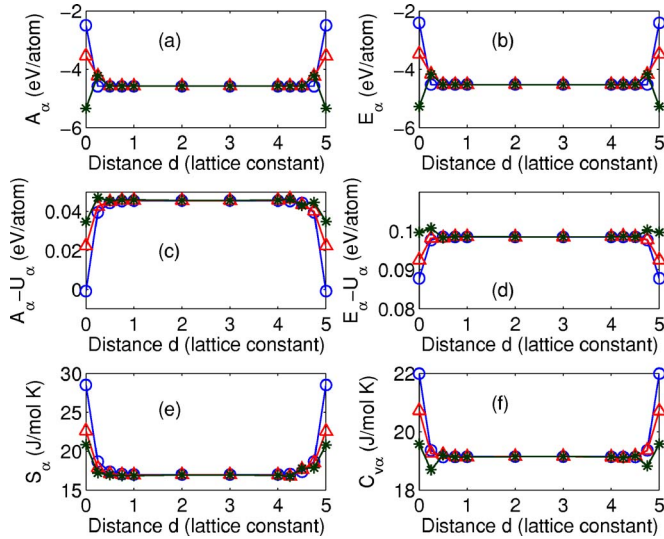 −2
−4
−6
A_α (eV/atom)
(a)
0 1 2 3 4 5
Distance d (lattice constant)
−2
−4
−6
E_α (eV/atom)
(b)
0 1 2 3 4 5
Distance d (lattice constant)
0.04
0.02
0
A_α−U_α (eV/atom)
(c)
0 1 2 3 4 5
Distance d (lattice constant)
0.1
0.09
0.08
E_α−U_α (eV/atom)
(d)
0 1 2 3 4 5
Distance d (lattice constant)
30
25
20
15
S_α (J/mol K)
(e)
0 1 2 3 4 5
Distance d (lattice constant)
22
20
18
C_vα (J/mol K)
(f)
0 1 2 3 4 5
Distance d (lattice constant)